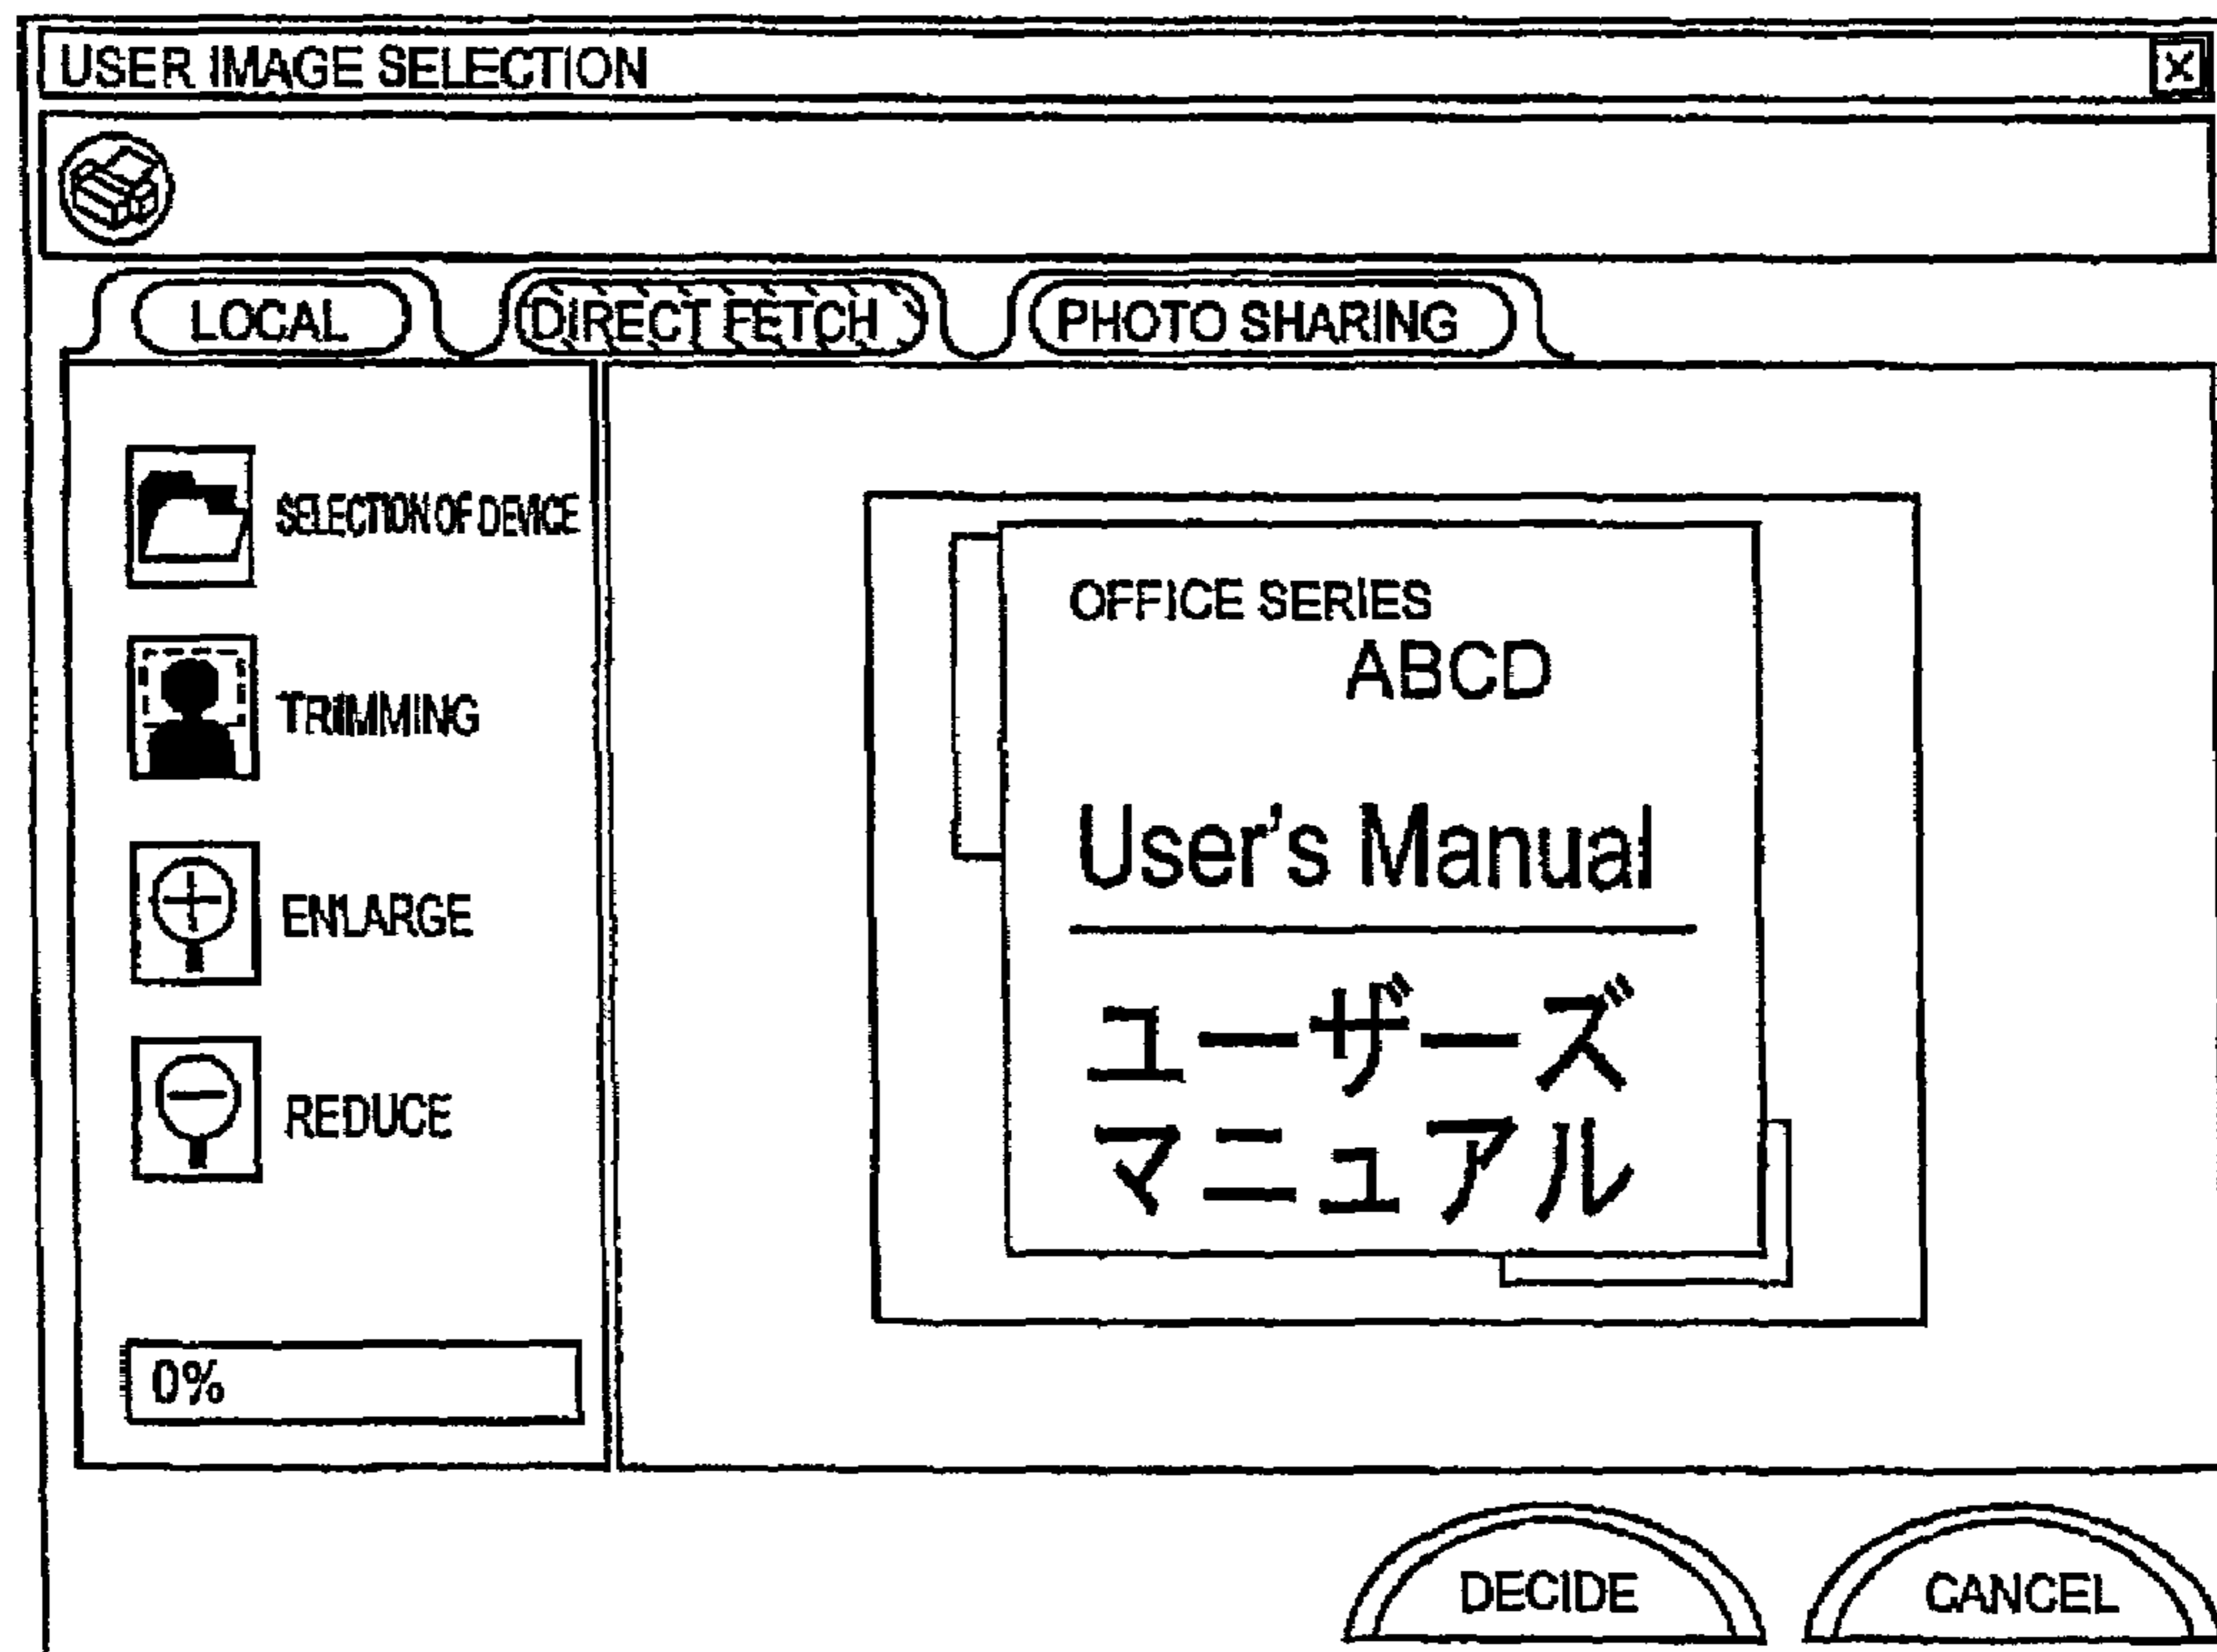 USER IMAGE SELECTION
LOCAL
DIRECT FETCH
PHOTO SHARING
SELECTION OF DEVICE
TRIMMING
ENLARGE
REDUCE
0%
OFFICE SERIES
ABCD
User's Manual
ユーザーズ
マニュアル
DECIDE
CANCEL